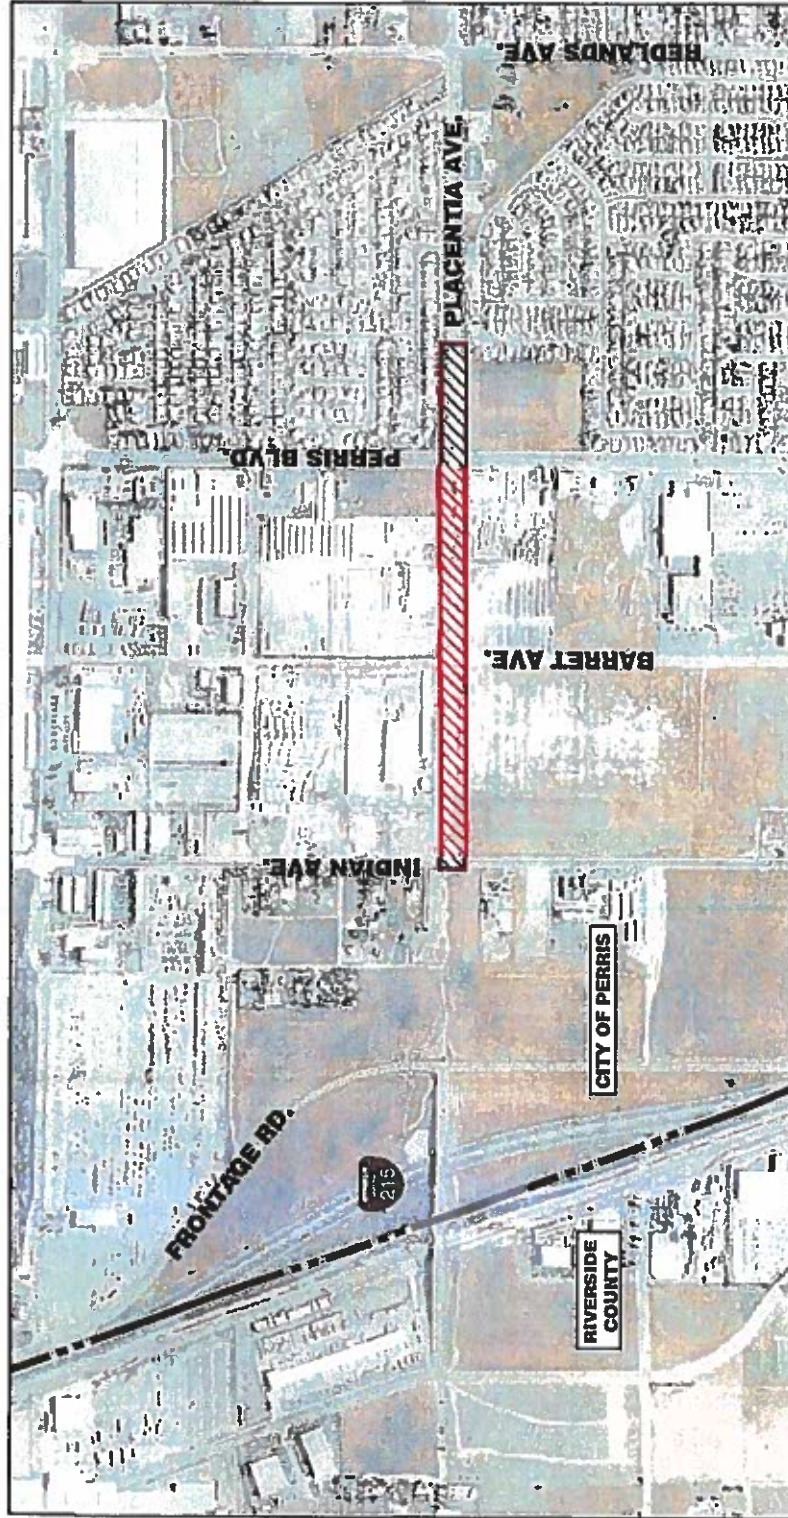 FRONTAGE RD.
215
INDIAN AVE.
PERRIS BLVD.
PLACENTIA AVE.
REDLANDS AVE.
BARRET AVE.
CITY OF PERRIS
RIVERSIDE
COUNTY